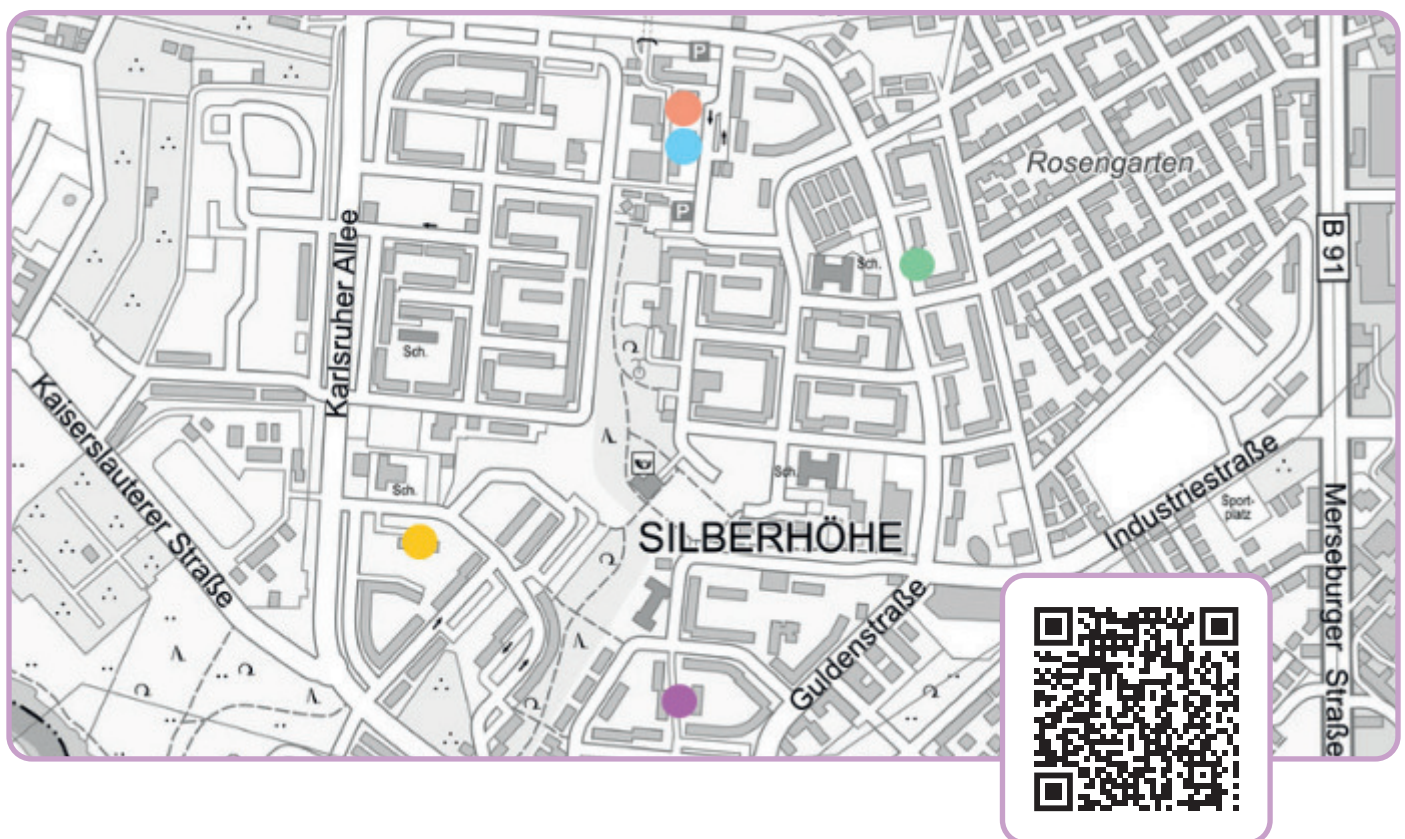 P
Rosengarten
P
B 91
Sch.
Karlsruher Allee
Sch.
Kaiserslauterer Straße
Sch.
Sch.
Industriestraße
Sport-
platz
SILBERHÖHE
Merseburger Straße
Guldenstraße